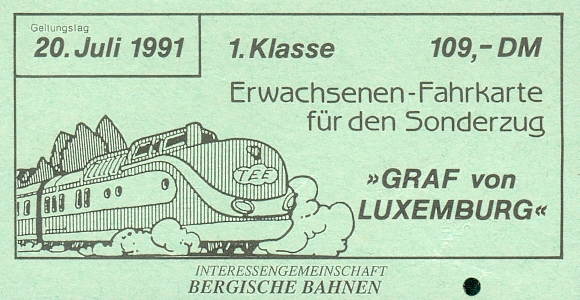 Geltungstag
20. Juli 1991
1. Klasse
109,- DM
Erwachsenen-Fahrkarte
für den Sonderzug
»GRAF von
LUXEMBURG«
TEE
INTERESSENGEMEINSCHAFT
BERGISCHE BAHNEN